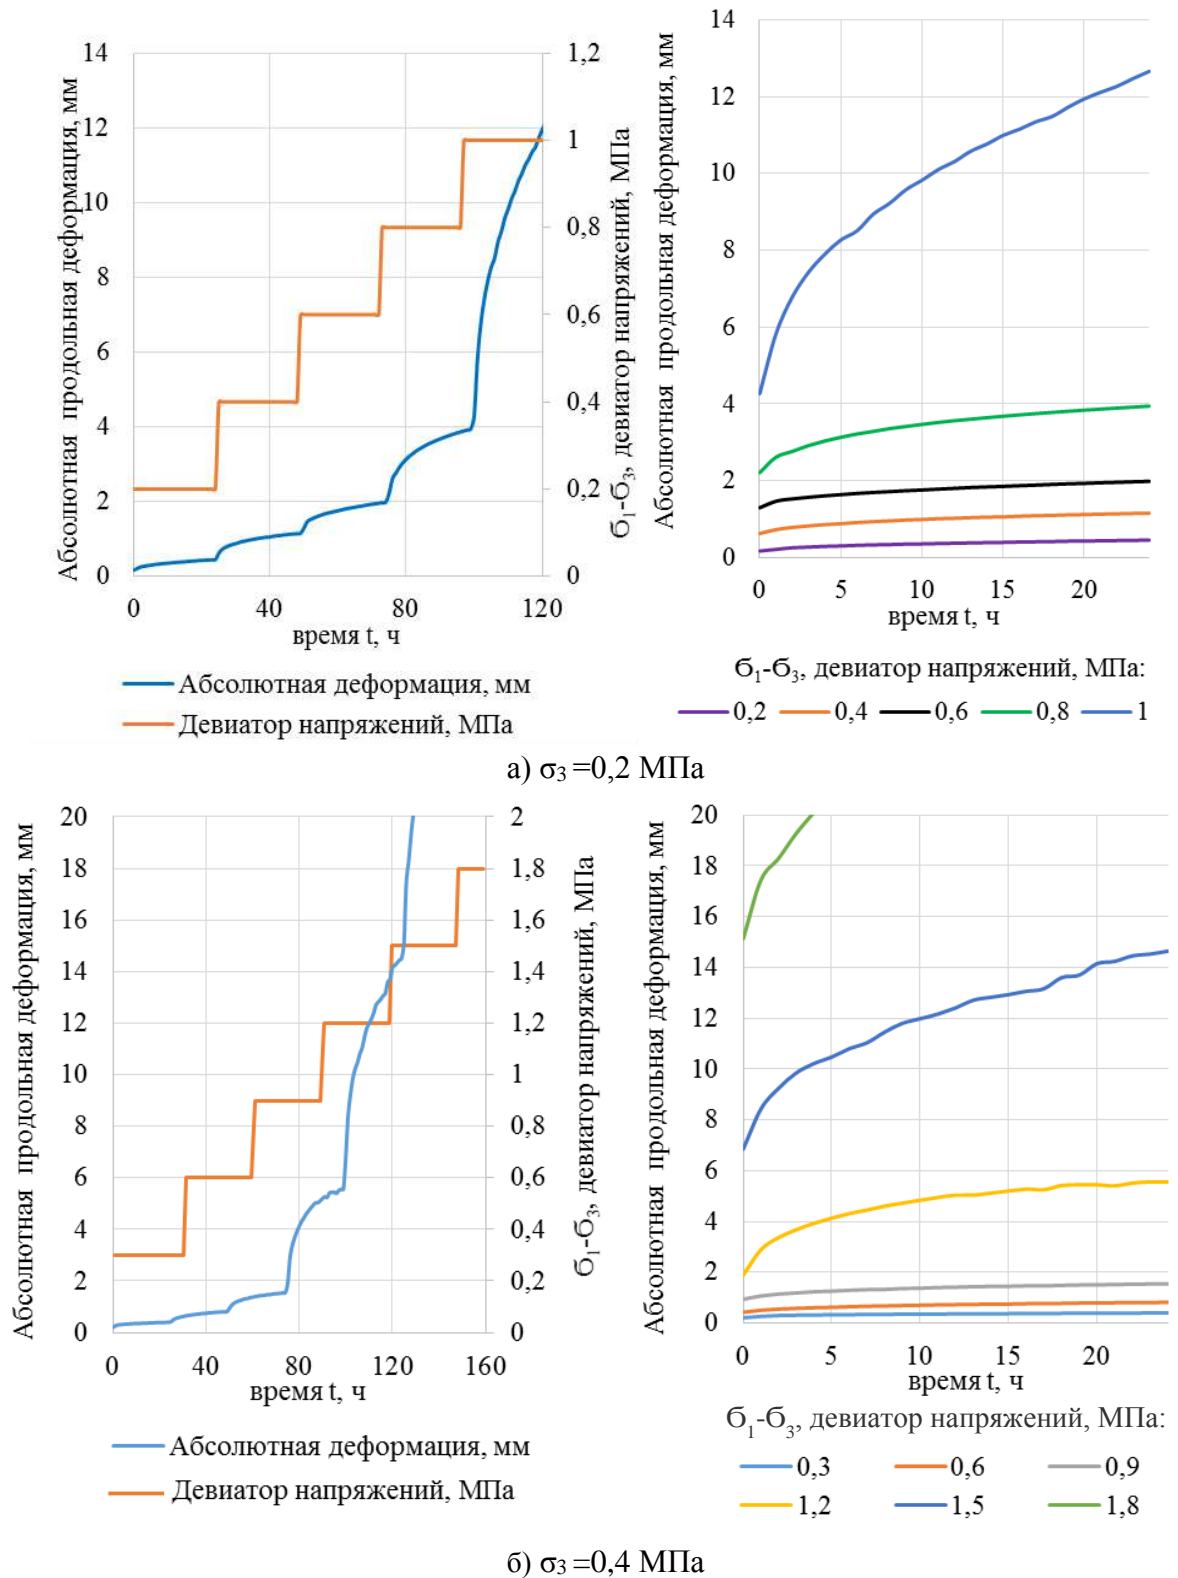 Абсолютная продольная деформация, мм
14
12
10
8
6
4
2
0
1,2
1
0,8
0,6
0,4
0,2
0
Ϭ1-Ϭ3, девиатор напряжений, МПа
0 40 80 120
время t, ч
Абсолютная деформация, мм
Девиатор напряжений, МПа
Абсолютная продольная деформация, мм
14
12
10
8
6
4
2
0
0 5 10 15 20
время t, ч
Ϭ1-Ϭ3, девиатор напряжений, МПа:
0,2 0,4 0,6 0,8 1
а) σ3 =0,2 МПа
Абсолютная продольная деформация, мм
20
18
16
14
12
10
8
6
4
2
0
2
1,8
1,6
1,4
1,2
1
0,8
0,6
0,4
0,2
0
Ϭ1-Ϭ3, девиатор напряжений, МПа
0 40 80 120 160
время t, ч
Абсолютная деформация, мм
Девиатор напряжений, МПа
Абсолютная продольная деформация, мм
20
18
16
14
12
10
8
6
4
2
0
0 5 10 15 20
время t, ч
Ϭ1-Ϭ3, девиатор напряжений, МПа:
0,3 0,6 0,9
1,2 1,5 1,8
б) σ3 =0,4 МПа